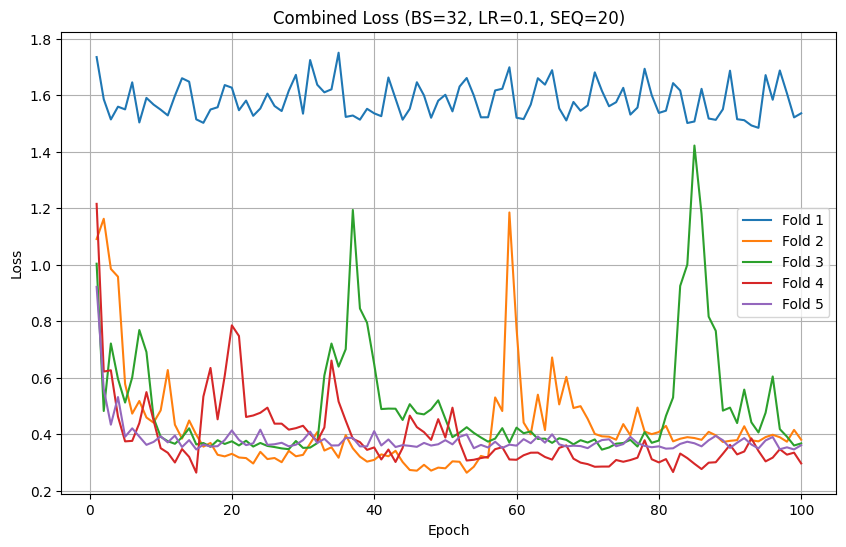 Combined Loss (BS=32, LR=0.1, SEQ=20)
1.8
1.6
1.4
1.2
1.0
0.8
0.6
0.4
0.2
Loss
Fold 1
Fold 2
Fold 3
Fold 4
Fold 5
0 20 40 60 80 100
Epoch